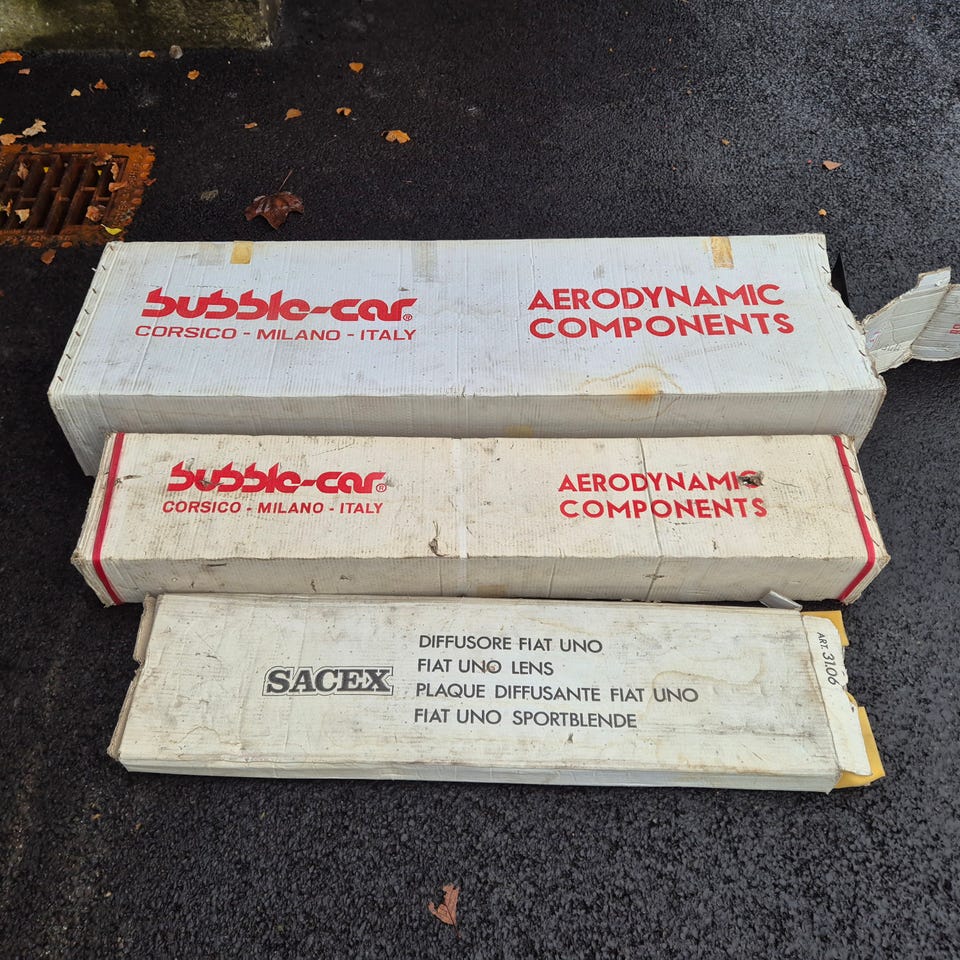 bubble-car®
CORSICO - MILANO - ITALY
AERODYNAMIC
COMPONENTS
bubble-car®
CORSICO - MILANO - ITALY
AERODYNAMIC
COMPONENTS
SACEX
DIFFUSORE FIAT UNO
FIAT UNO LENS
PLAQUE DIFFUSANTE FIAT UNO
FIAT UNO SPORTBLENDE
ART. 3106